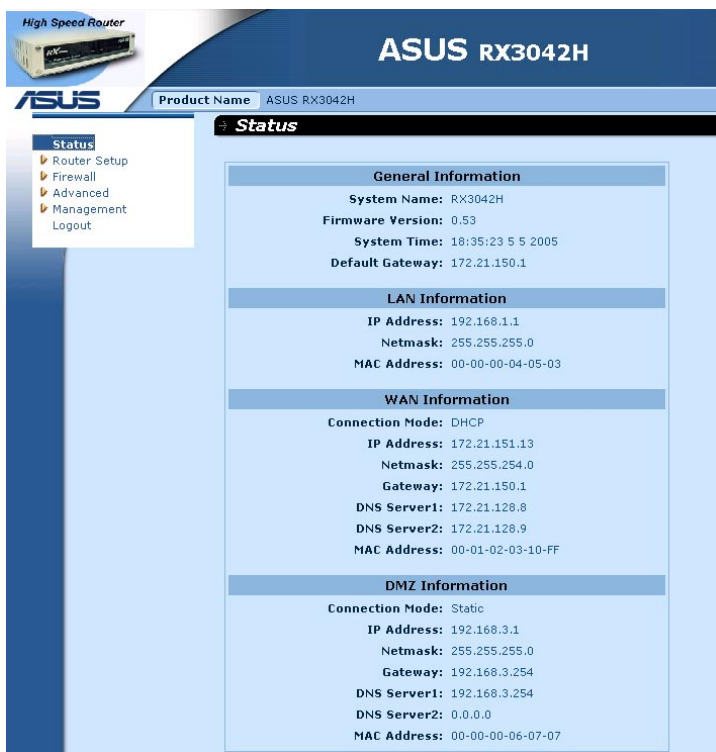 High Speed Router
ASUS RX3042H
ASUS
Product Name ASUS RX3042H
Status
Status
Router Setup
Firewall
Advanced
Management
Logout
General Information
System Name: RX3042H
Firmware Version: 0.53
System Time: 18:35:23 5 5 2005
Default Gateway: 172.21.150.1
LAN Information
IP Address: 192.168.1.1
Netmask: 255.255.255.0
MAC Address: 00-00-00-04-05-03
WAN Information
Connection Mode: DHCP
IP Address: 172.21.151.13
Netmask: 255.255.254.0
Gateway: 172.21.150.1
DNS Server1: 172.21.128.8
DNS Server2: 172.21.128.9
MAC Address: 00-01-02-03-10-FF
DMZ Information
Connection Mode: Static
IP Address: 192.168.3.1
Netmask: 255.255.255.0
Gateway: 192.168.3.254
DNS Server1: 192.168.3.254
DNS Server2: 0.0.0.0
MAC Address: 00-00-00-06-07-07